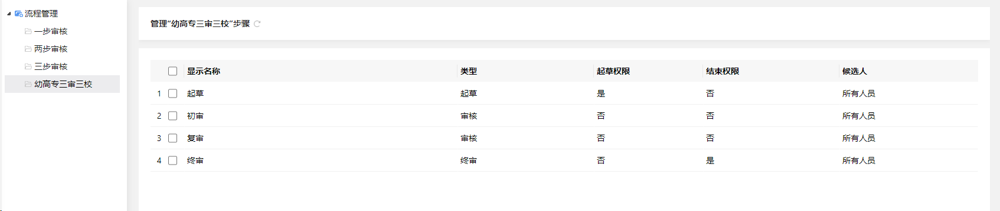 流程管理
一步审核
两步审核
三步审核
幼高专三审三校
管理“幼高专三审三校”步骤
显示名称 类型 起草权限 结束权限 候选人
1 起草 起草 是 否 所有人员
2 初审 审核 否 否 所有人员
3 复审 审核 否 否 所有人员
4 终审 终审 否 是 所有人员